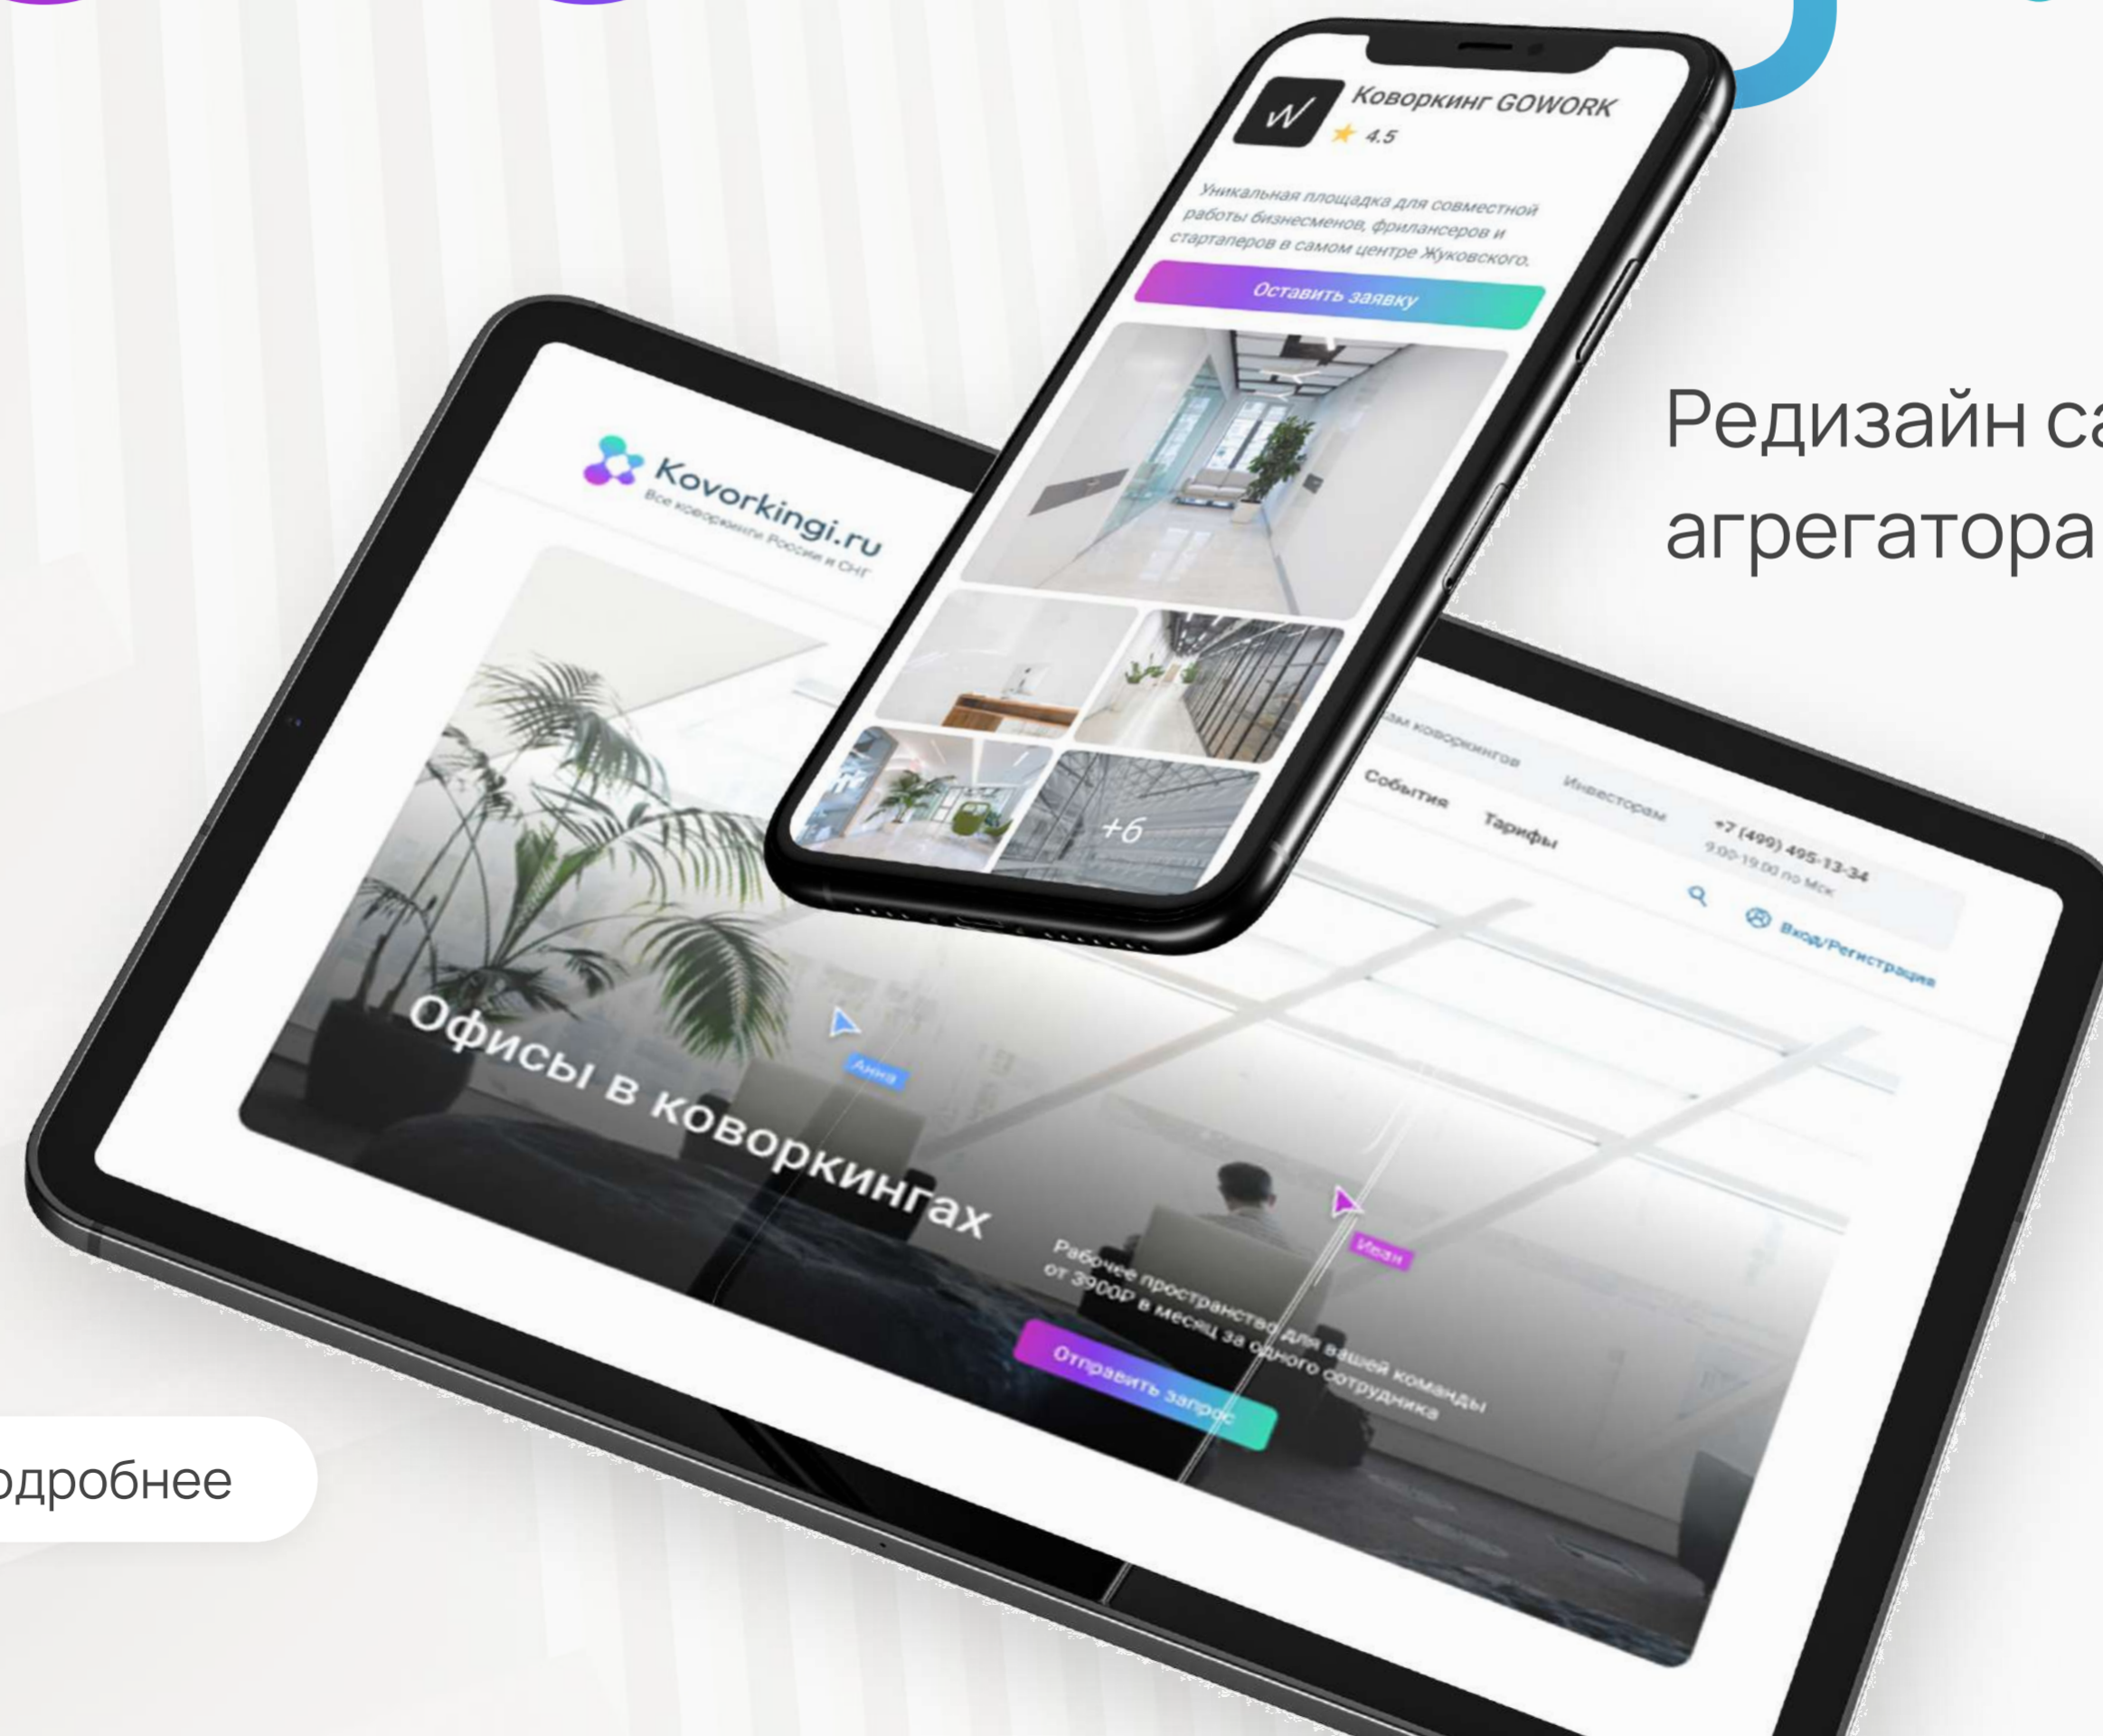 Коворкинг GOWORK
4.5
Уникальная площадка для совместной
работы бизнесменов, фрилансеров и
стартаперов в самом центре Жуковского.
Оставить заявку
+6
Редизайн са
агрегатора
Kovorkingi.ru
Все коворкинги России и СНГ
коворкингов
Инвесторам
+7 (499) 495-13-34
9.00-19.00 по Мск
События
Тарифы
Вход/Регистрация
Офисы в коворкингах
Анна
Иван
Рабочее пространство для вашей команды
от 3900₽ в месяц за одного сотрудника
Отправить запрос
одробнее